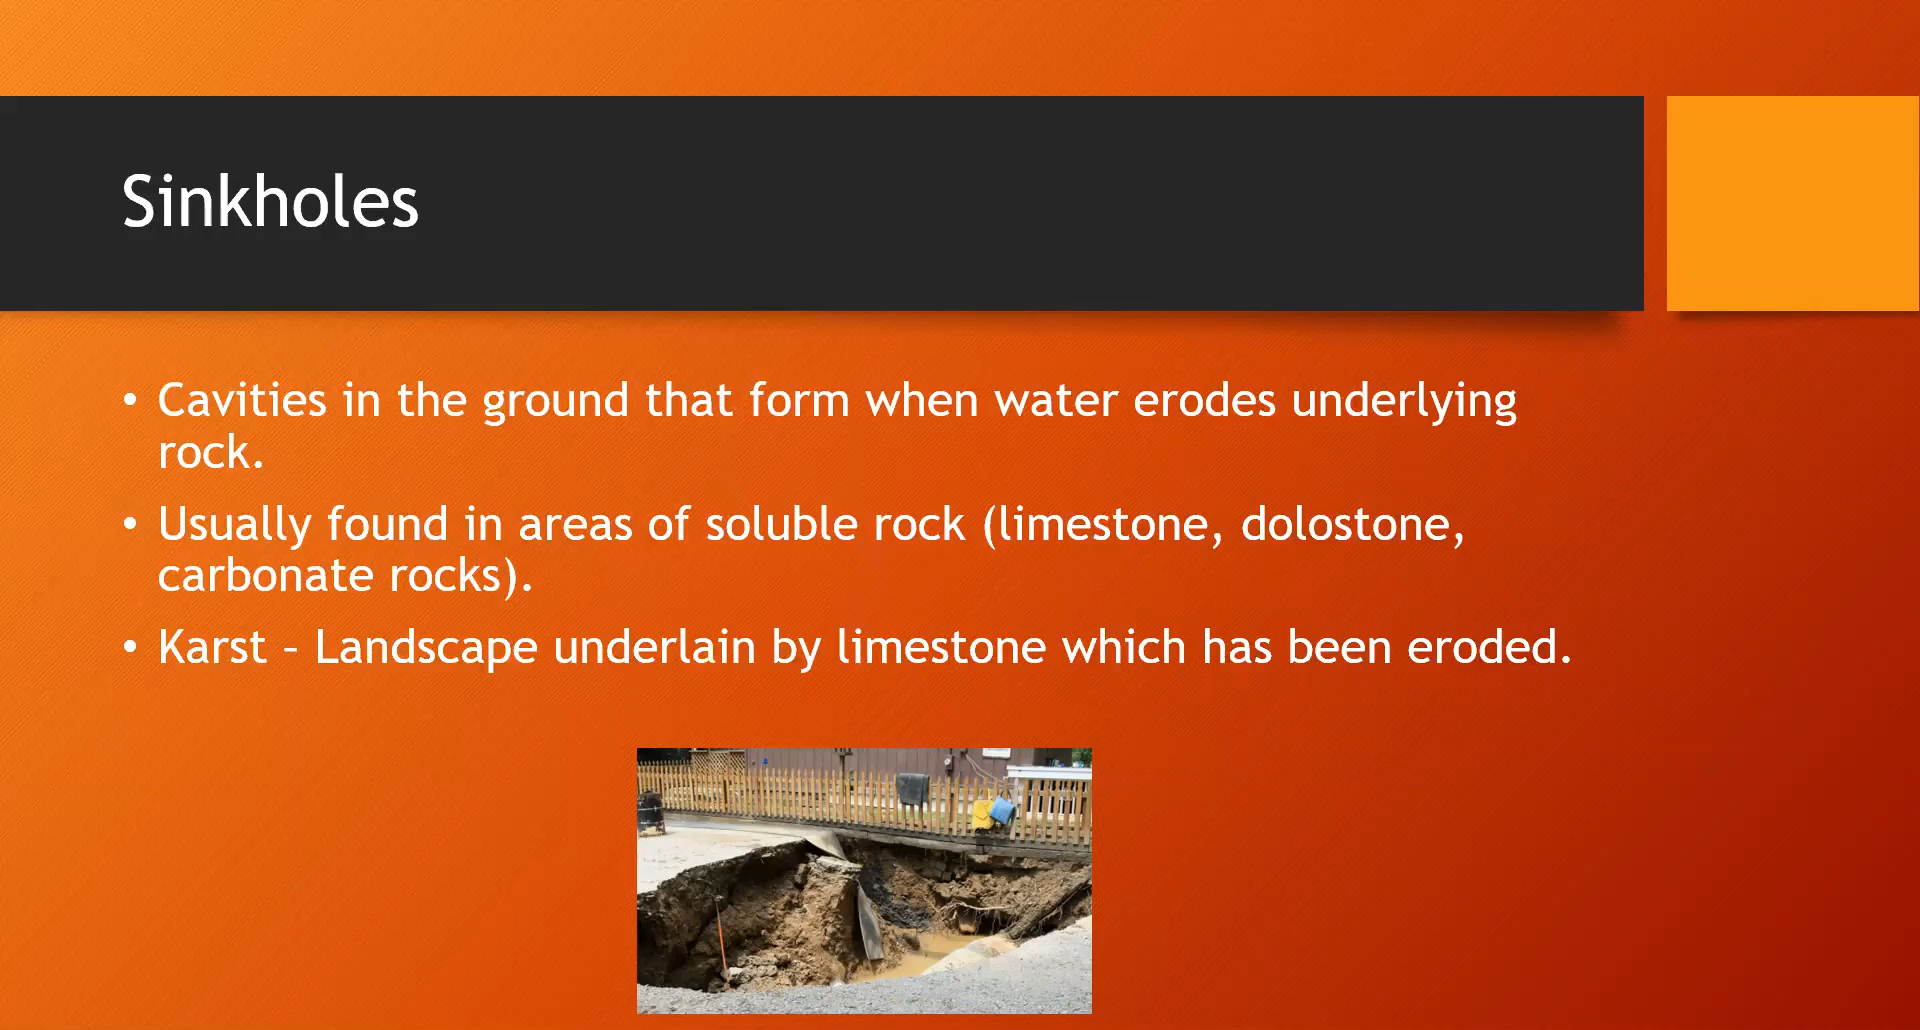 Sinkholes
• Cavities in the ground that form when water erodes underlying
rock.
• Usually found in areas of soluble rock (limestone, dolostone,
carbonate rocks).
• Karst – Landscape underlain by limestone which has been eroded.